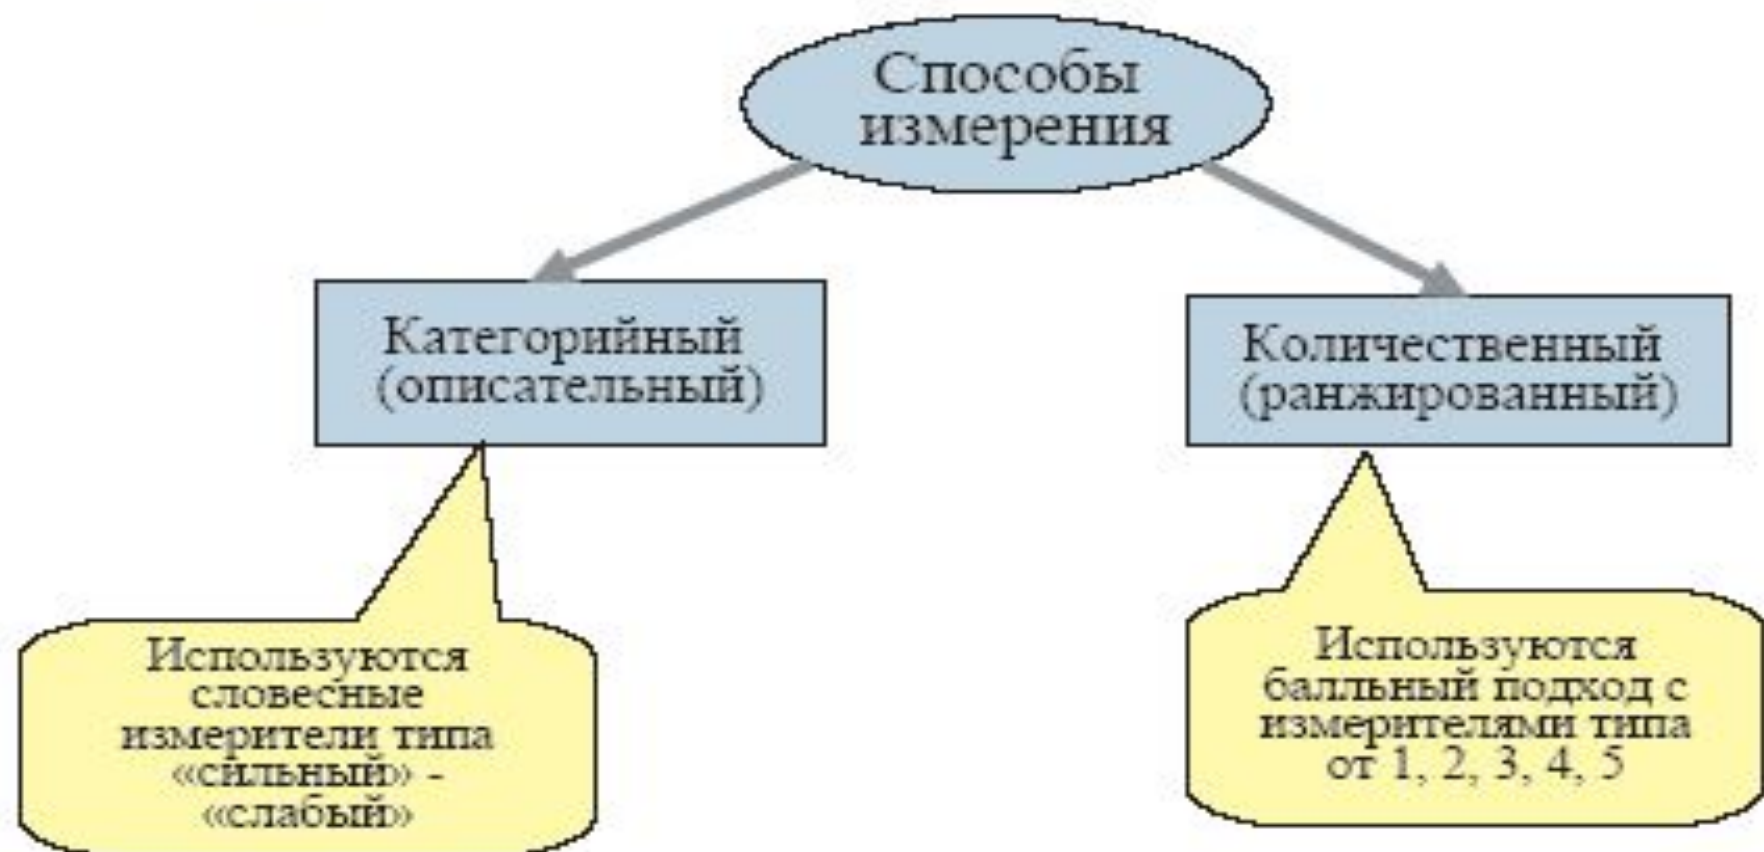 Способы
измерения
Категорийный
(описательный)
Количественный
(ранжированный)
Используются
словесные
измерители типа
«сильный» -
«слабый»
Используются
балльный подход с
измерителями типа
от 1, 2, 3, 4, 5